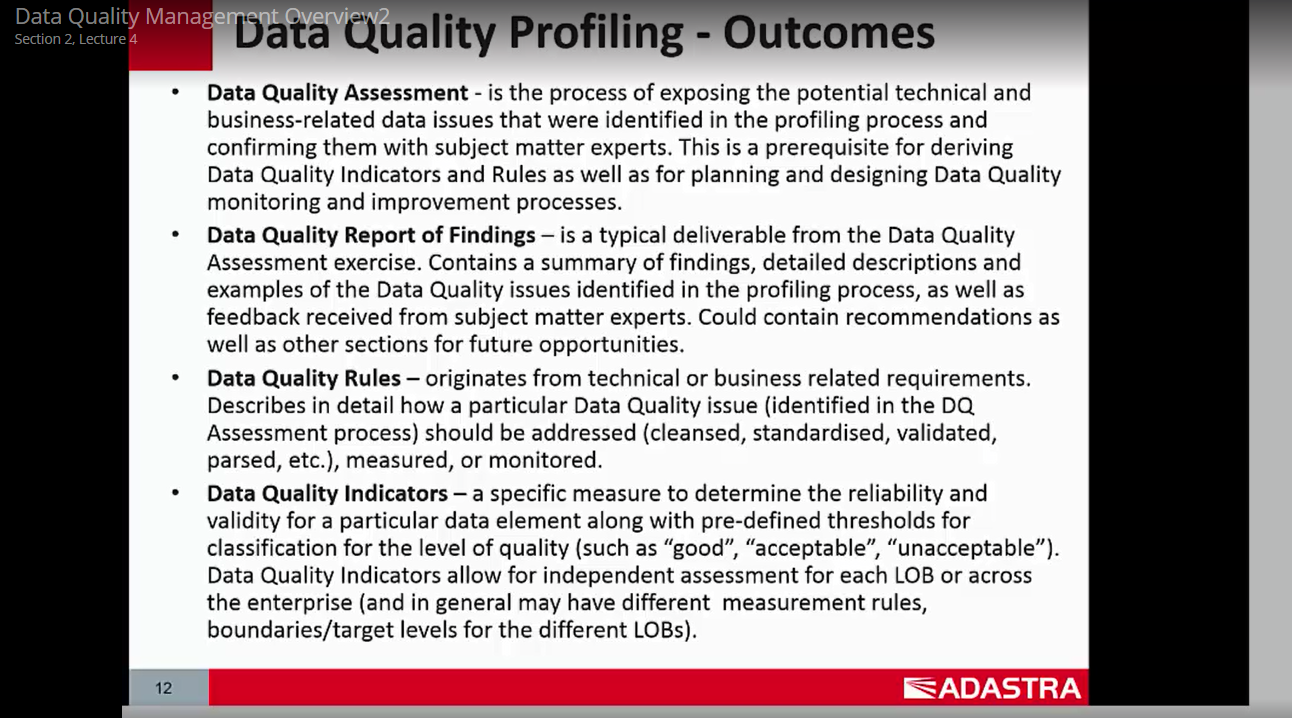 Data Quality Management Overview2
Section 2, Lecture 4
Data Quality Profiling - Outcomes
• Data Quality Assessment - is the process of exposing the potential technical and
business-related data issues that were identified in the profiling process and
confirming them with subject matter experts. This is a prerequisite for deriving
Data Quality Indicators and Rules as well as for planning and designing Data Quality
monitoring and improvement processes.
• Data Quality Report of Findings – is a typical deliverable from the Data Quality
Assessment exercise. Contains a summary of findings, detailed descriptions and
examples of the Data Quality issues identified in the profiling process, as well as
feedback received from subject matter experts. Could contain recommendations as
well as other sections for future opportunities.
• Data Quality Rules – originates from technical or business related requirements.
Describes in detail how a particular Data Quality issue (identified in the DQ
Assessment process) should be addressed (cleansed, standardised, validated,
parsed, etc.), measured, or monitored.
• Data Quality Indicators – a specific measure to determine the reliability and
validity for a particular data element along with pre-defined thresholds for
classification for the level of quality (such as “good”, “acceptable”, “unacceptable”).
Data Quality Indicators allow for independent assessment for each LOB or across
the enterprise (and in general may have different measurement rules,
boundaries/target levels for the different LOBs).
12
ADASTRA